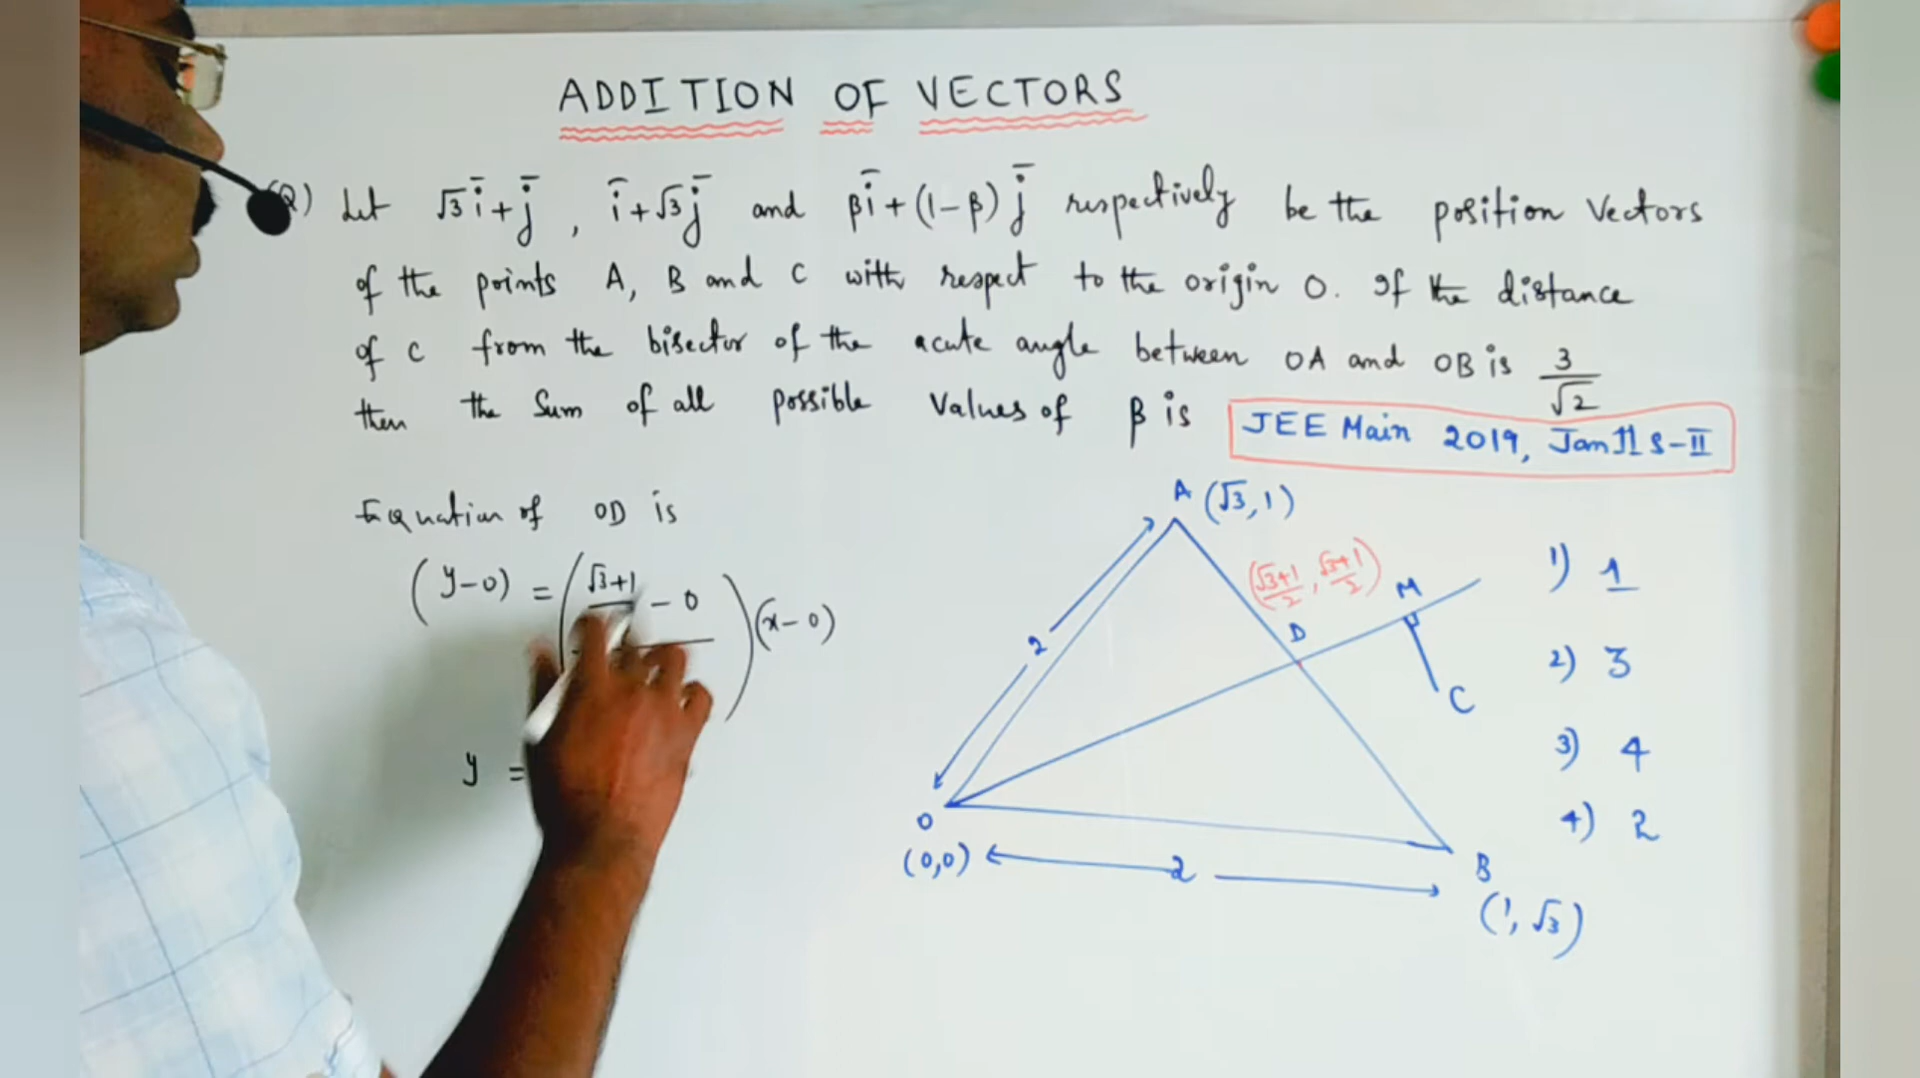 ADDITION OF VECTORS
Q) Let √3 i̅ + j̅ , i̅ + √3 j̅ and β i̅ + (1-β) j̅ respectively be the position Vectors
of the points A, B and C with respect to the origin O. If the distance
of C from the bisector of the acute angle between OA and OB is 3/√2
then the Sum of all possible Values of β is
JEE Main 2019, Jan 11 S-II
Equation of OD is
(y-0) = (√3+1 - 0) (x-0)
y =
A (√3, 1)
(√3+1/2, √3+1/2)
M
D
2
C
O
(0,0)
2
B
(1, √3)
1) 1
2) 3
3) 4
4) 2